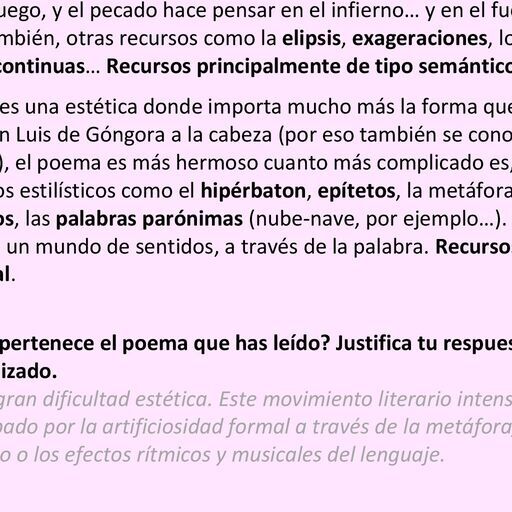 uego, y el pecado hace pensar en el infierno… y en el fu
mbién, otras recursos como la elipsis, exageraciones, lo
continuas… Recursos principalmente de tipo semántico
es una estética donde importa mucho más la forma que
n Luis de Góngora a la cabeza (por eso también se cono
), el poema es más hermoso cuanto más complicado es,
os estilísticos como el hipérbaton, epítetos, la metáfora
os, las palabras parónimas (nube-nave, por ejemplo…).
un mundo de sentidos, a través de la palabra. Recurso
al.
pertenece el poema que has leído? Justifica tu respues
izado.
gran dificultad estética. Este movimiento literario intens
pado por la artificiosidad formal a través de la metáfora
o o los efectos rítmicos y musicales del lenguaje.